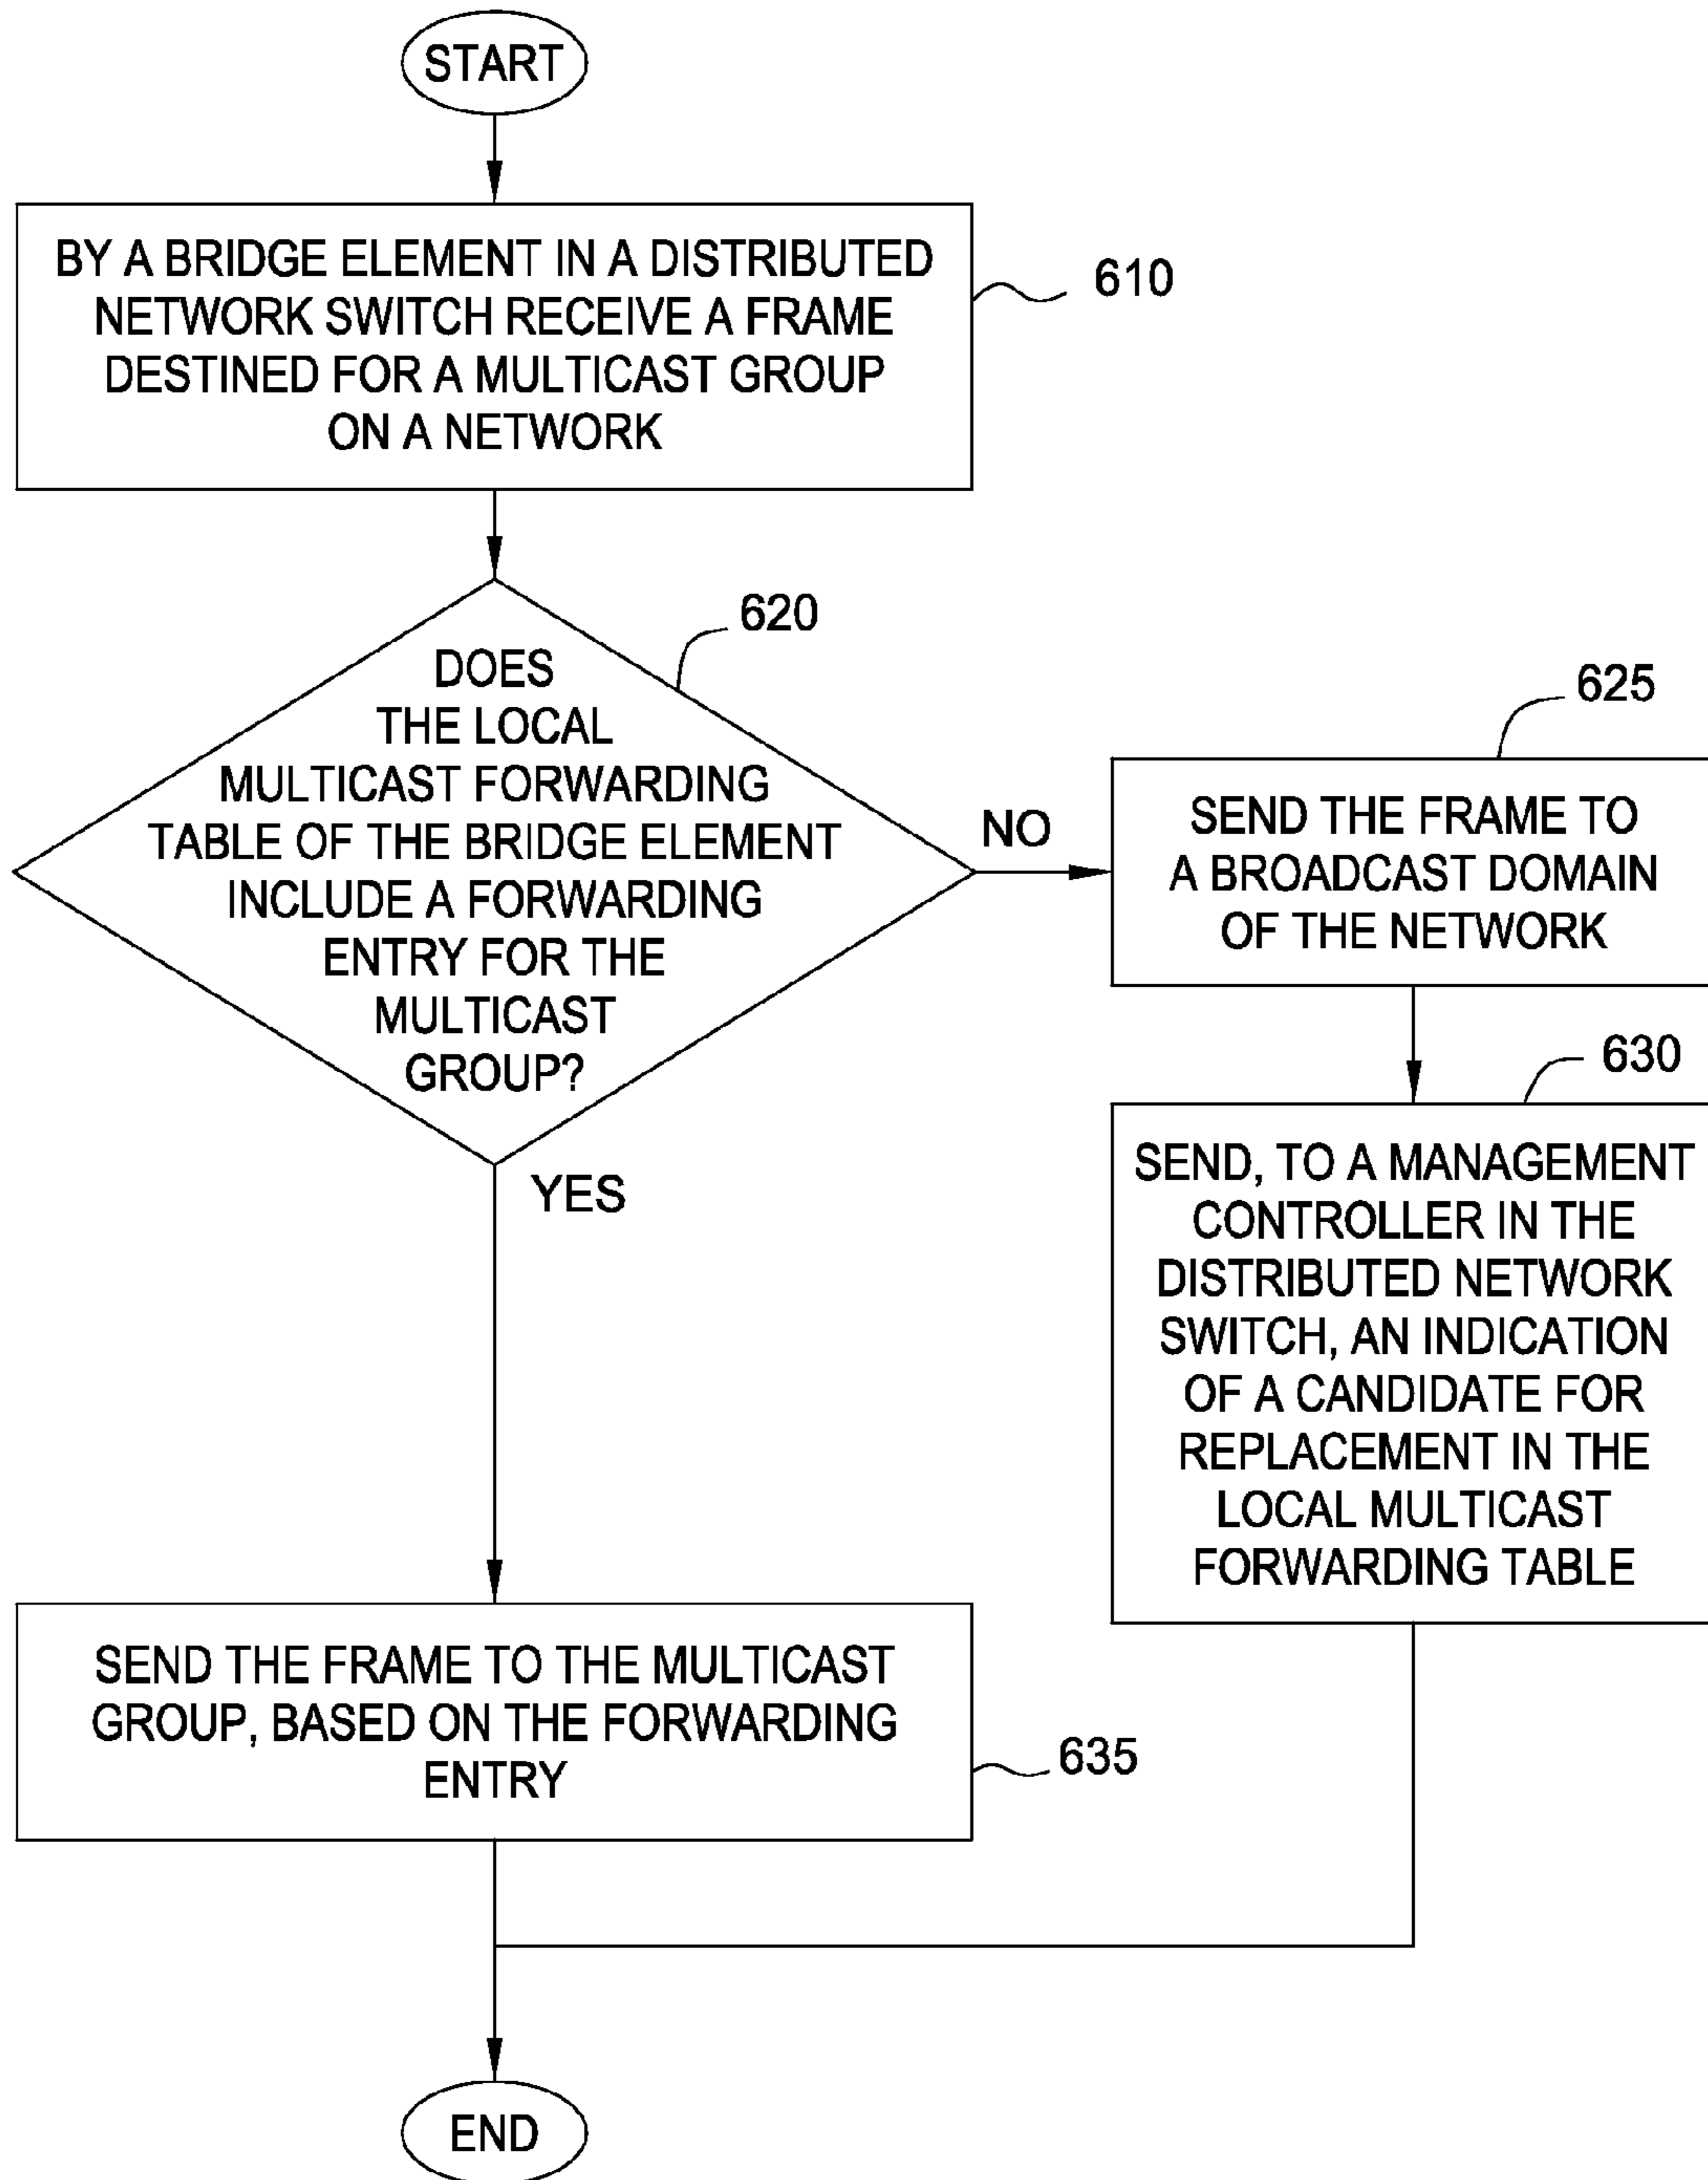 START
BY A BRIDGE ELEMENT IN A DISTRIBUTED
NETWORK SWITCH RECEIVE A FRAME
DESTINED FOR A MULTICAST GROUP
ON A NETWORK
610
DOES
THE LOCAL
MULTICAST FORWARDING
TABLE OF THE BRIDGE ELEMENT
INCLUDE A FORWARDING
ENTRY FOR THE
MULTICAST
GROUP?
620
NO
625
SEND THE FRAME TO
A BROADCAST DOMAIN
OF THE NETWORK
630
SEND, TO A MANAGEMENT
CONTROLLER IN THE
DISTRIBUTED NETWORK
SWITCH, AN INDICATION
OF A CANDIDATE FOR
REPLACEMENT IN THE
LOCAL MULTICAST
FORWARDING TABLE
YES
SEND THE FRAME TO THE MULTICAST
GROUP, BASED ON THE FORWARDING
ENTRY
635
END